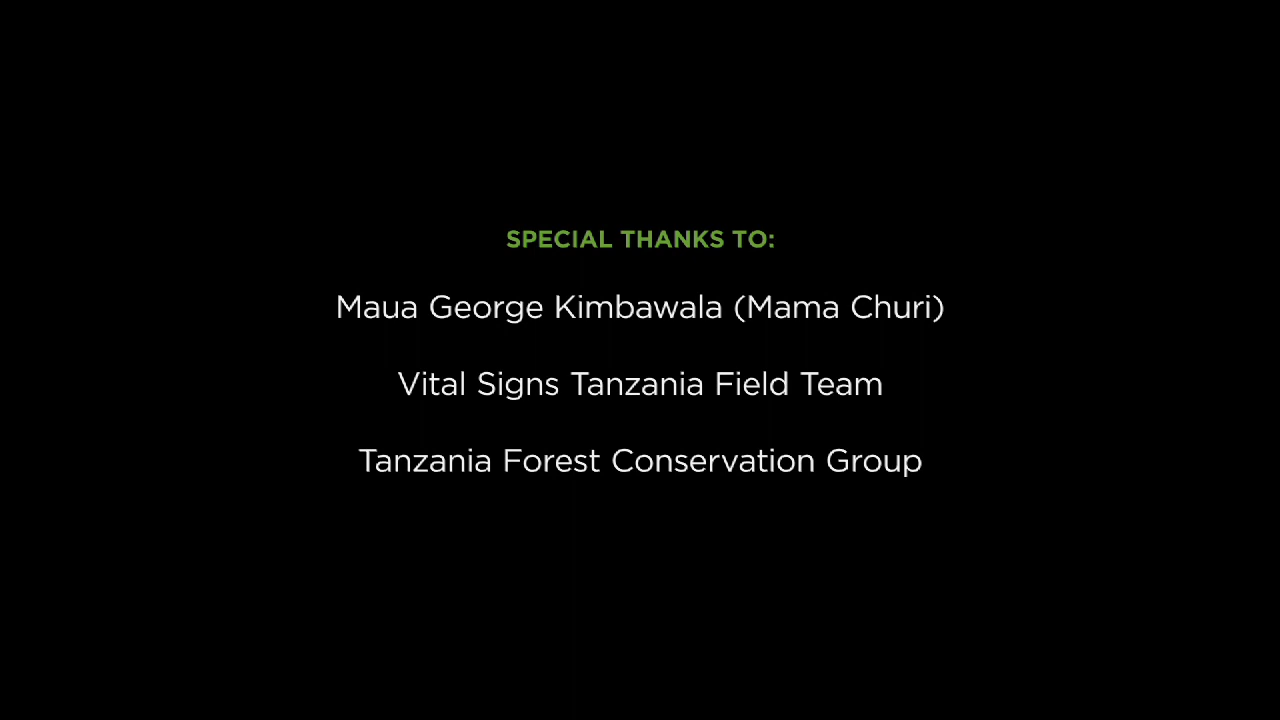 SPECIAL THANKS TO:
Maua George Kimbawala (Mama Churi)
Vital Signs Tanzania Field Team
Tanzania Forest Conservation Group